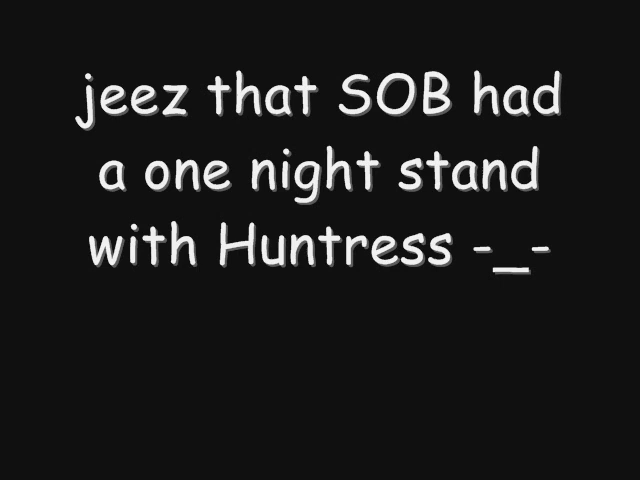 jeez that SOB had
a one night stand
with Huntress -_-